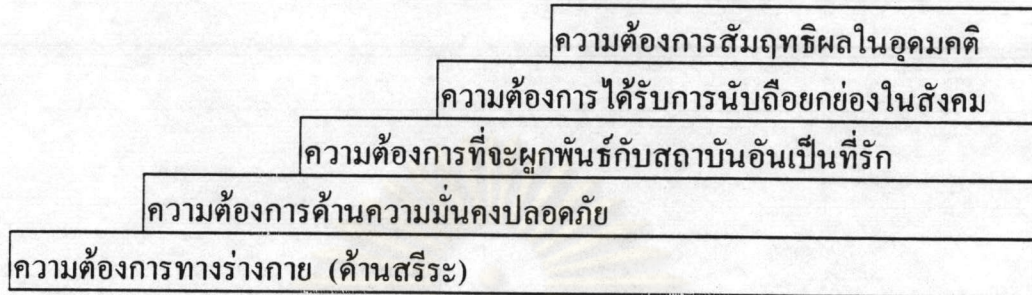 ความต้องการสัมฤทธิผลในอุดมคติ
ความต้องการได้รับการนับถือยกย่องในสังคม
ความต้องการที่จะผูกพันธ์กับสถาบันอันเป็นที่รัก
ความต้องการด้านความมั่นคงปลอดภัย
ความต้องการทางร่างกาย (ด้านสรีระ)